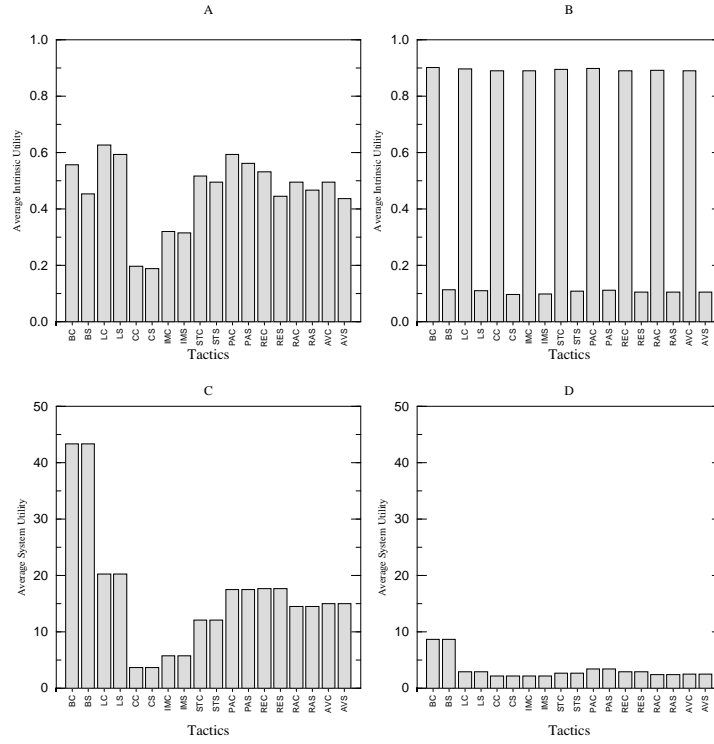 A
1.0
0.8
0.6
0.4
0.2
0.0
Average Intrinsic Utility
BC BS LC LS CC CS IMC IMS STC STS PAC PAS REC RES RAC RAS AVC AVS
Tactics
B
1.0
0.8
0.6
0.4
0.2
0.0
Average Intrinsic Utility
BC BS LC LS CC CS IMC IMS STC STS PAC PAS REC RES RAC RAS AVC AVS
Tactics
C
50
40
30
20
10
0
Average System Utility
BC BS LC LS CC CS IMC IMS STC STS PAC PAS REC RES RAC RAS AVC AVS
Tactics
D
50
40
30
20
10
0
Average System Utility
BC BS LC LS CC CS IMC IMS STC STS PAC PAS REC RES RAC RAS AVC AVS
Tactics